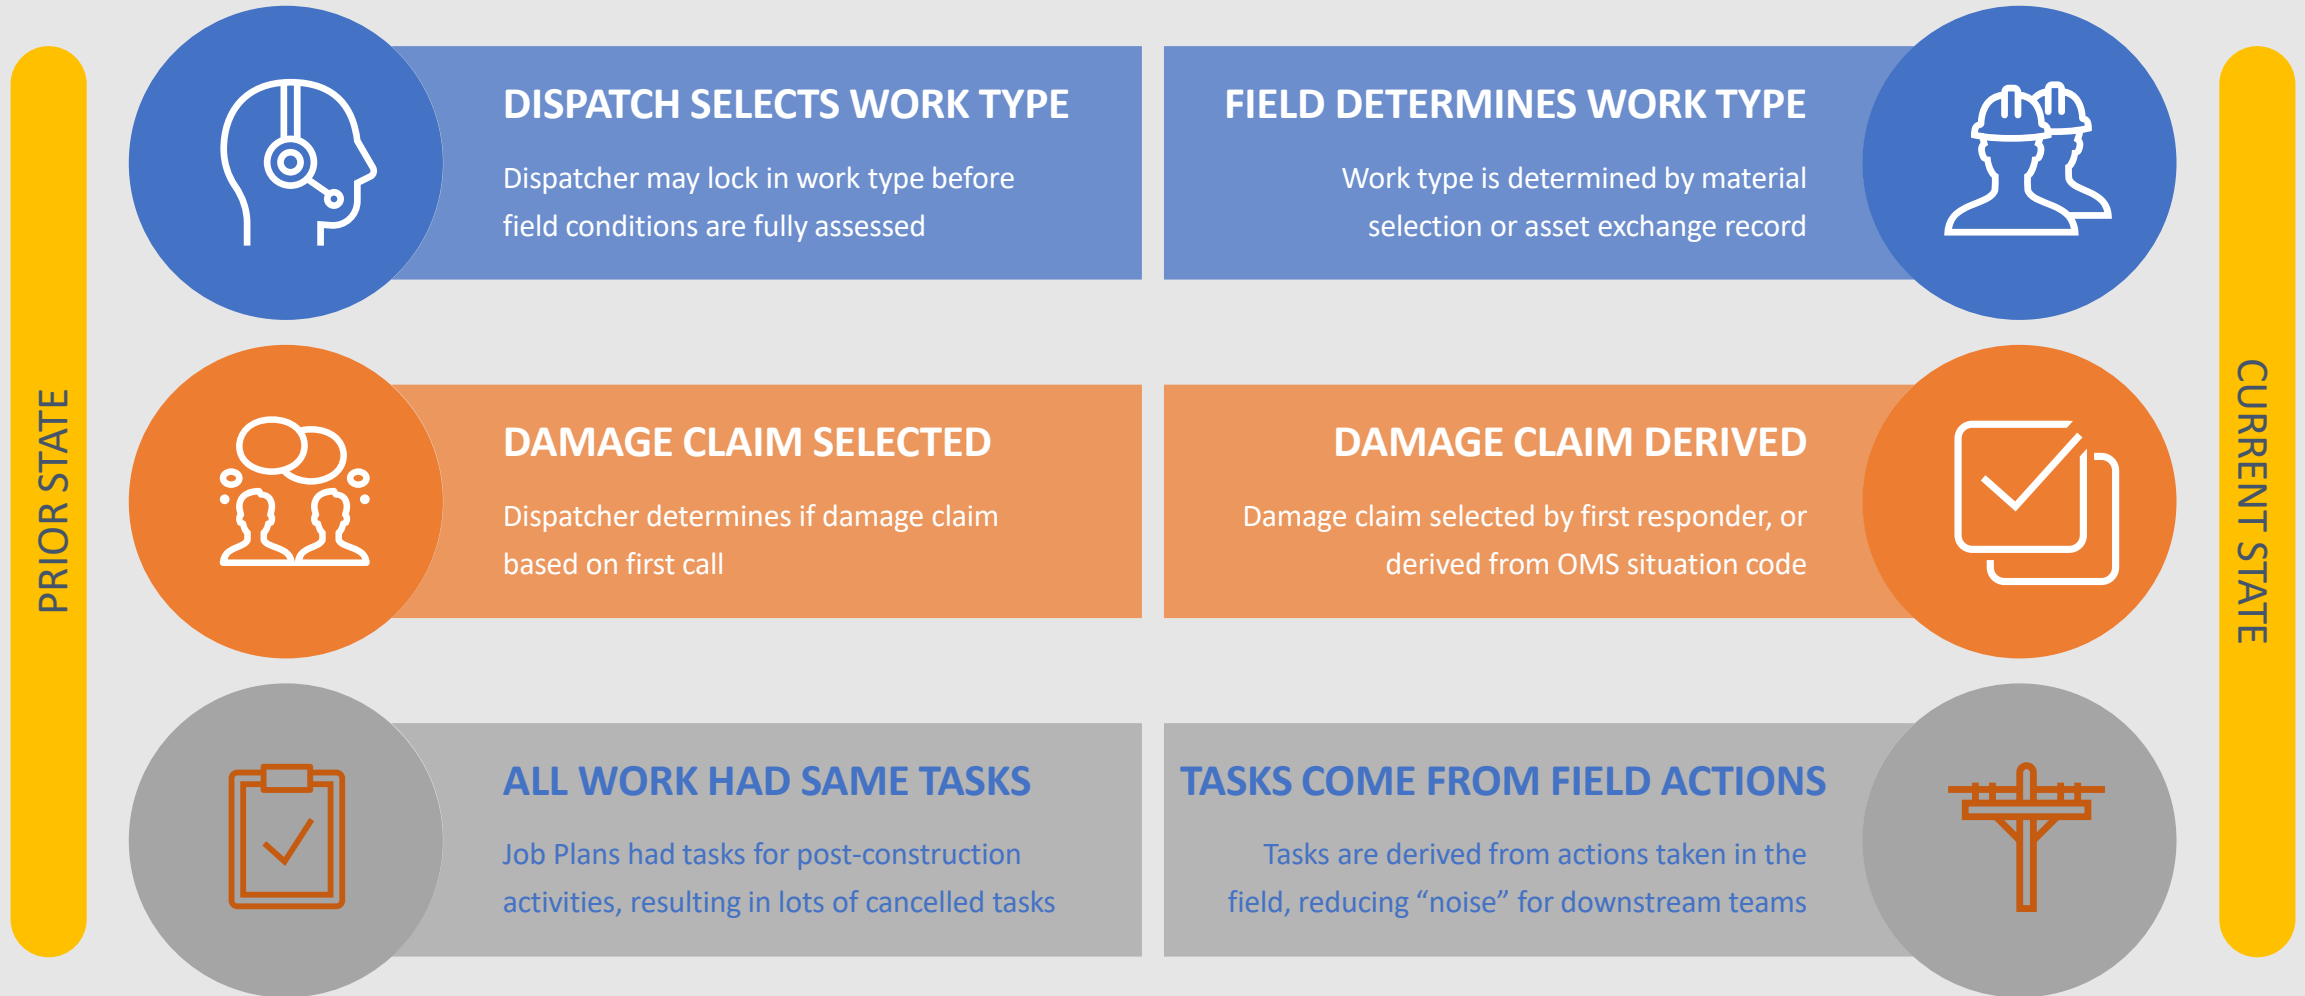 PRIOR STATE
DISPATCH SELECTS WORK TYPE
Dispatcher may lock in work type before
field conditions are fully assessed
FIELD DETERMINES WORK TYPE
Work type is determined by material
selection or asset exchange record
DAMAGE CLAIM SELECTED
Dispatcher determines if damage claim
based on first call
DAMAGE CLAIM DERIVED
Damage claim selected by first responder, or
derived from OMS situation code
ALL WORK HAD SAME TASKS
Job Plans had tasks for post-construction
activities, resulting in lots of cancelled tasks
TASKS COME FROM FIELD ACTIONS
Tasks are derived from actions taken in the
field, reducing “noise” for downstream teams
CURRENT STATE